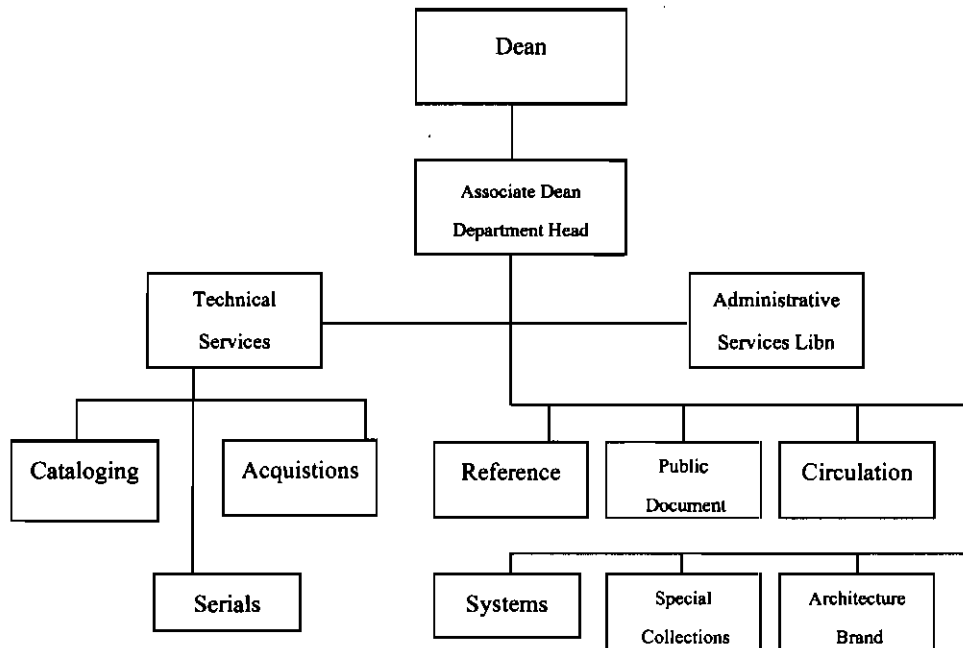 Dean
Associate Dean
Department Head
Technical
Services
Administrative
Services Libn
Cataloging
Acquistions
Reference
Public
Document
Circulation
Serials
Systems
Special
Collections
Architecture
Brand